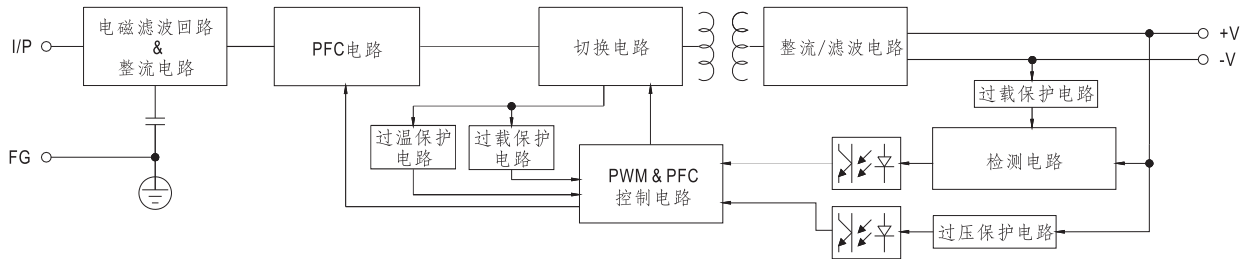 I/P
电磁滤波回路
&
整流电路
PFC电路
切换电路
整流/滤波电路
+V
-V
过载保护电路
过温保护
电路
过载保护
电路
FG
PWM & PFC
控制电路
检测电路
过压保护电路